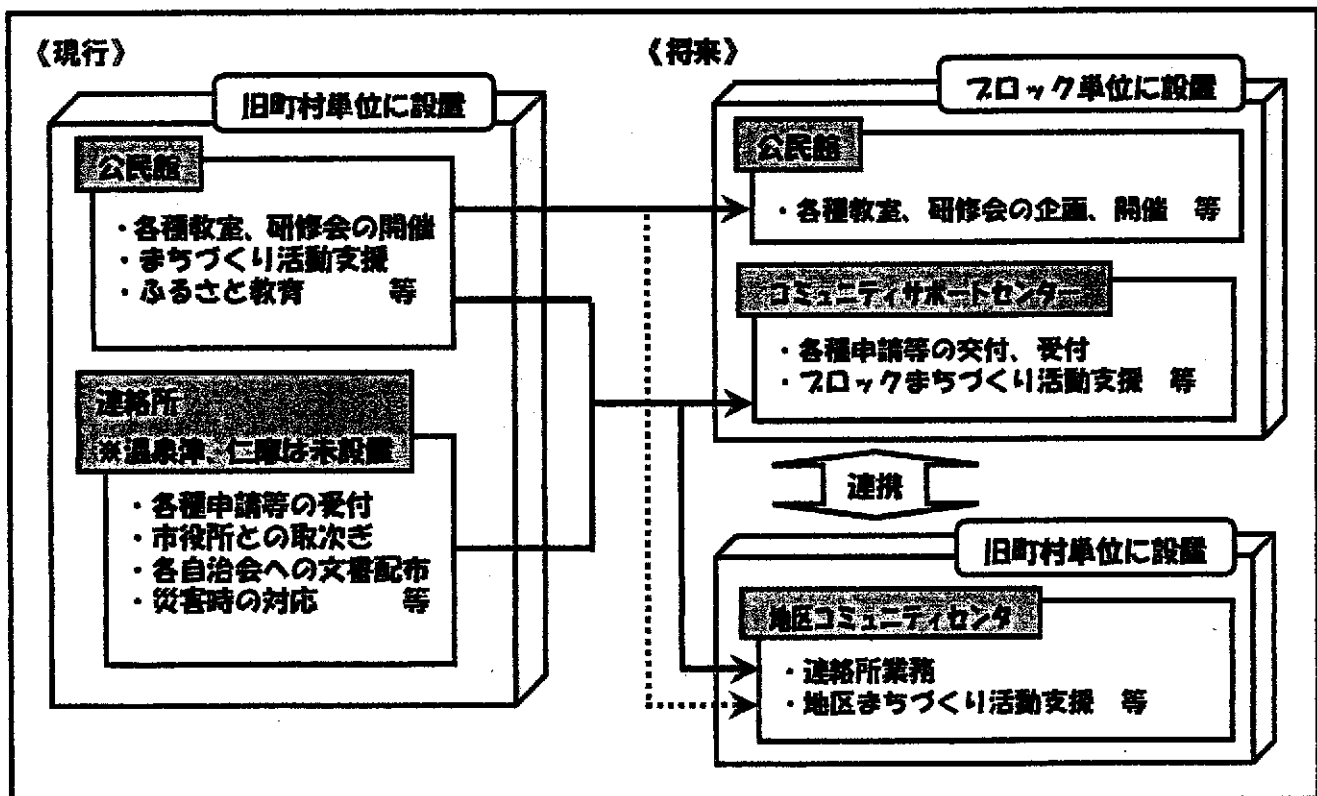 《現行》
旧町村単位に設置
公民館
・各種教室、研修会の開催
・まちづくり活動支援
・ふるさと教育　　等
連絡所
※温泉津、仁摩は未設置
・各種申請等の受付
・市役所との取次ぎ
・各自治会への文書配布
・災害時の対応　　等
《将来》
ブロック単位に設置
公民館
・各種教室、研修会の企画、開催　等
コミュニティサポートセンター
・各種申請等の交付、受付
・ブロックまちづくり活動支援　等
連携
旧町村単位に設置
地区コミュニティセンタ
・連絡所業務
・地区まちづくり活動支援　等